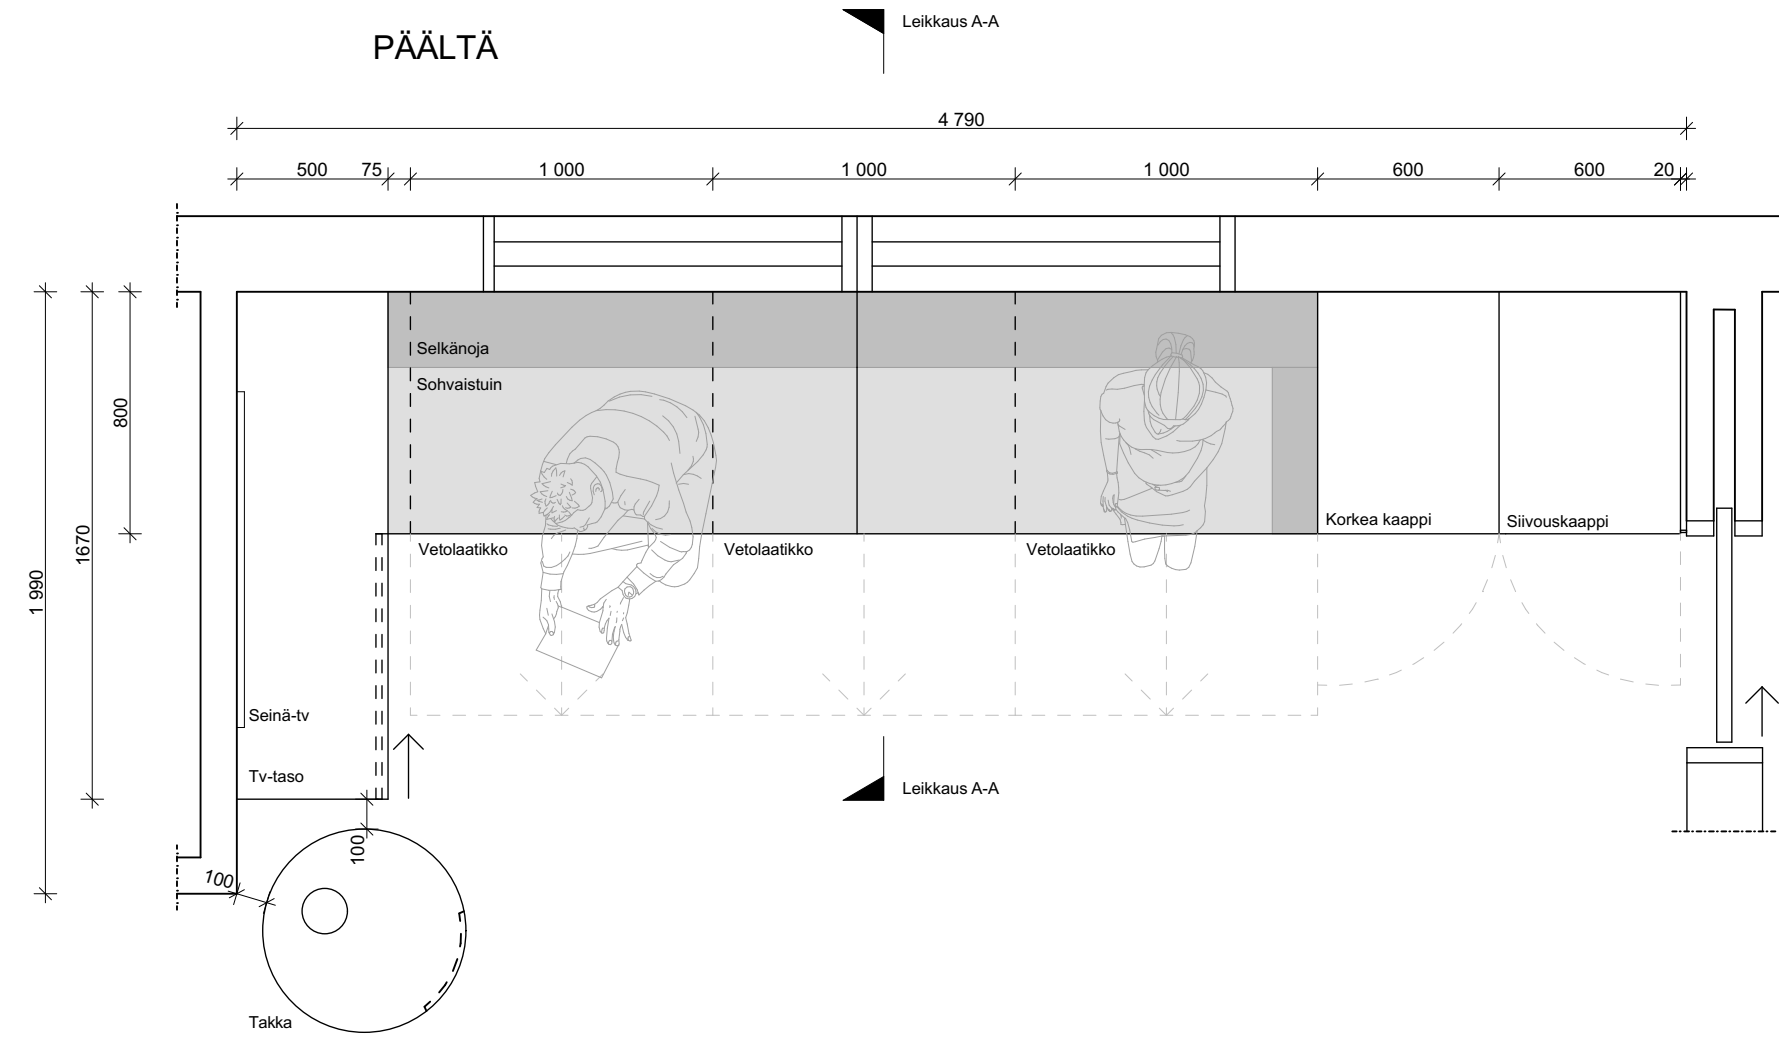 Leikkaus A-A
PÄÄLTÄ
4 790
500
75
1 000
1 000
1 000
600
600
20
Selkänoja
Sohvaistuin
800
1670
1 990
Korkea kaappi
Siivouskaappi
Vetolaatikko
Vetolaatikko
Vetolaatikko
Seinä-tv
Tv-taso
Leikkaus A-A
100
100
Takka